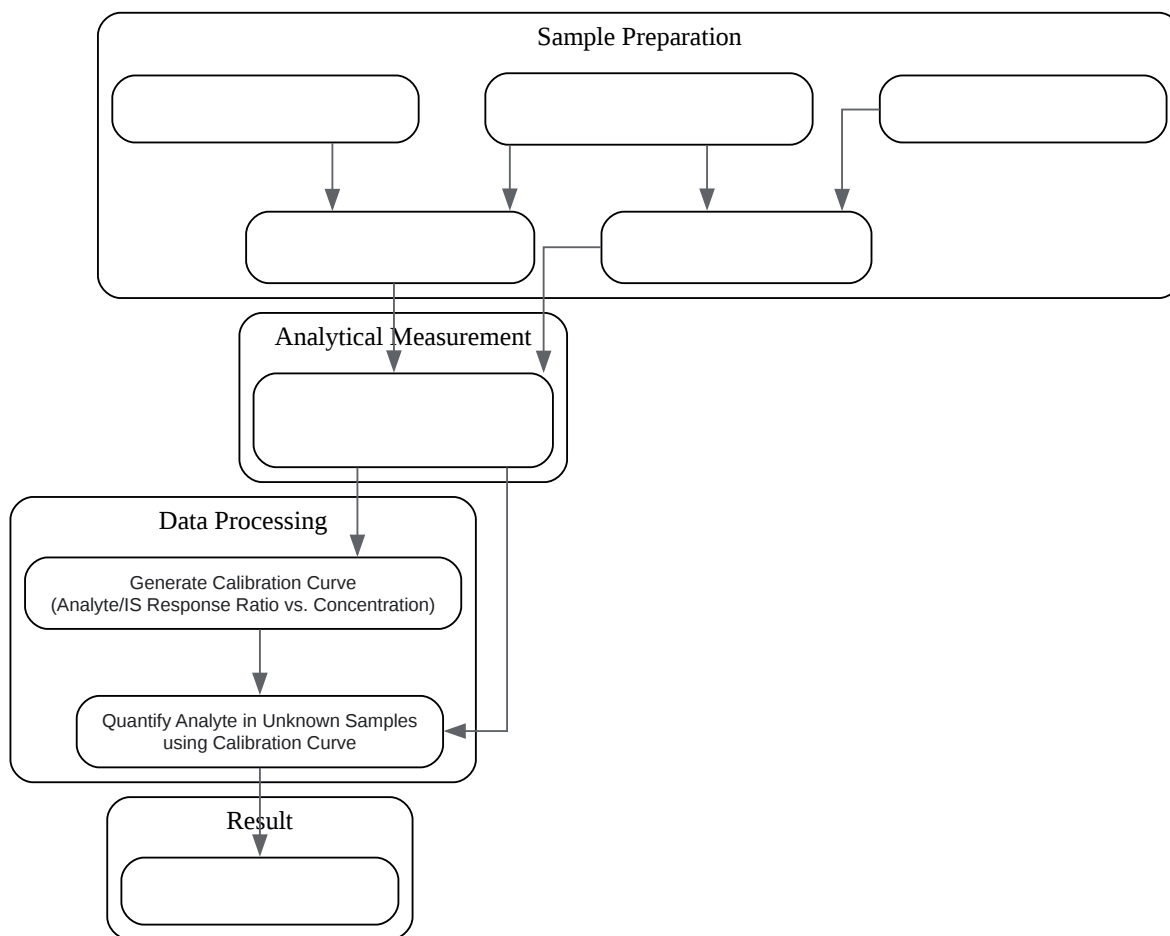 Sample Preparation
Analytical Measurement
Data Processing
Generate Calibration Curve
(Analyte/IS Response Ratio vs. Concentration)
Quantify Analyte in Unknown Samples
using Calibration Curve
Result